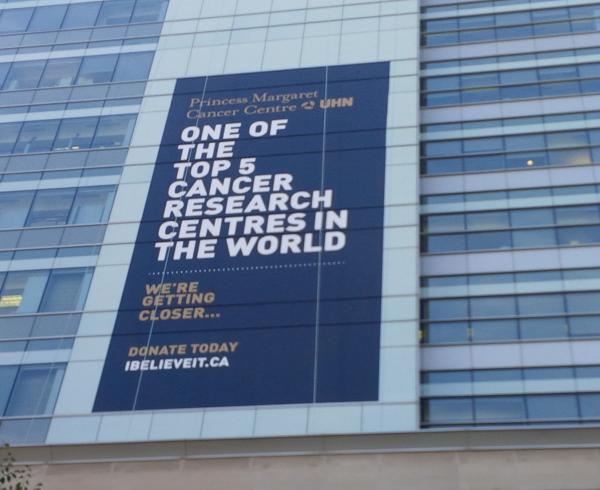 Princess Margaret
Cancer Centre UHN
ONE OF
THE
TOP 5
CANCER
RESEARCH
CENTRES IN
THE WORLD
WE'RE
GETTING
CLOSER...
DONATE TODAY
IBELIEVEIT.CA